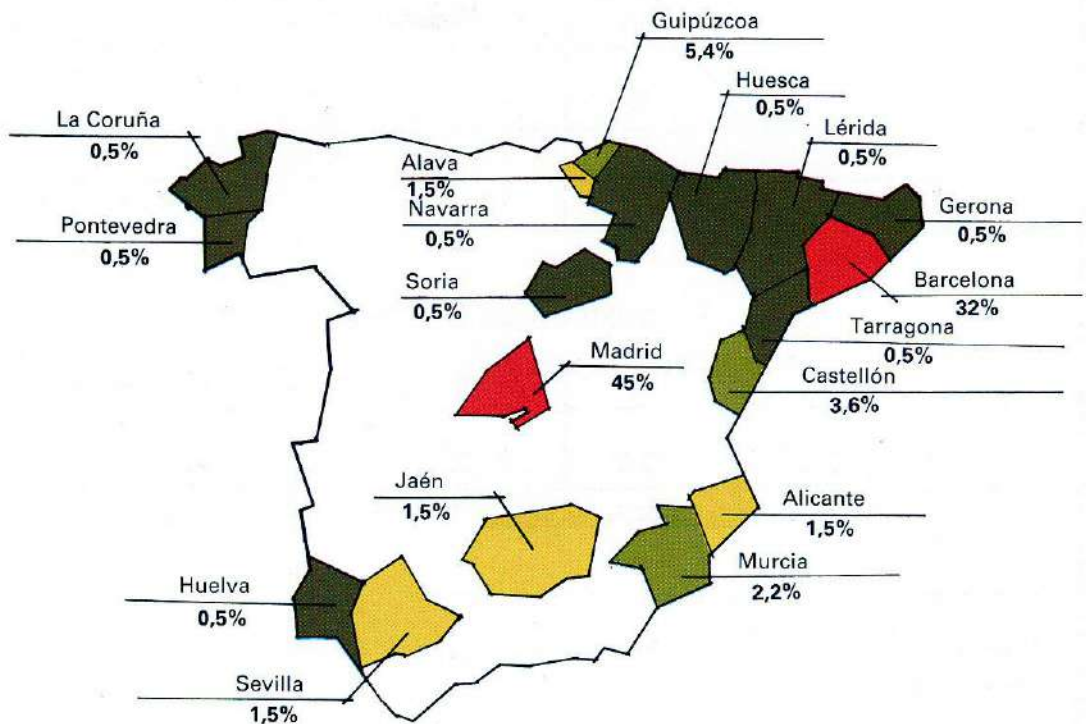 Guipúzcoa
5,4%
Huesca
0,5%
La Coruña
0,5%
Lérida
0,5%
Alava
1,5%
Navarra
0,5%
Gerona
0,5%
Pontevedra
0,5%
Soria
0,5%
Barcelona
32%
Tarragona
0,5%
Madrid
45%
Castellón
3,6%
Jaén
1,5%
Alicante
1,5%
Murcia
2,2%
Huelva
0,5%
Sevilla
1,5%